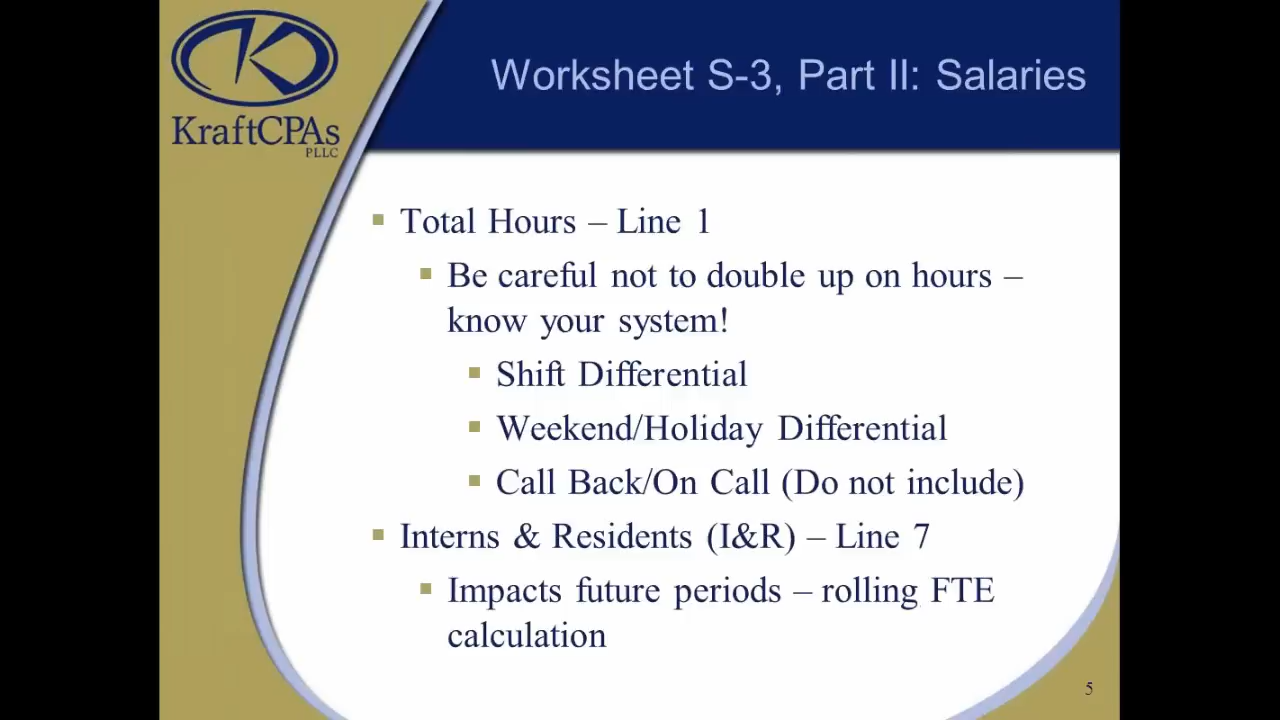 KraftCPAs
PLLC
Worksheet S-3, Part II: Salaries
Total Hours – Line 1
Be careful not to double up on hours –
know your system!
Shift Differential
Weekend/Holiday Differential
Call Back/On Call (Do not include)
Interns & Residents (I&R) – Line 7
Impacts future periods – rolling FTE
calculation
5